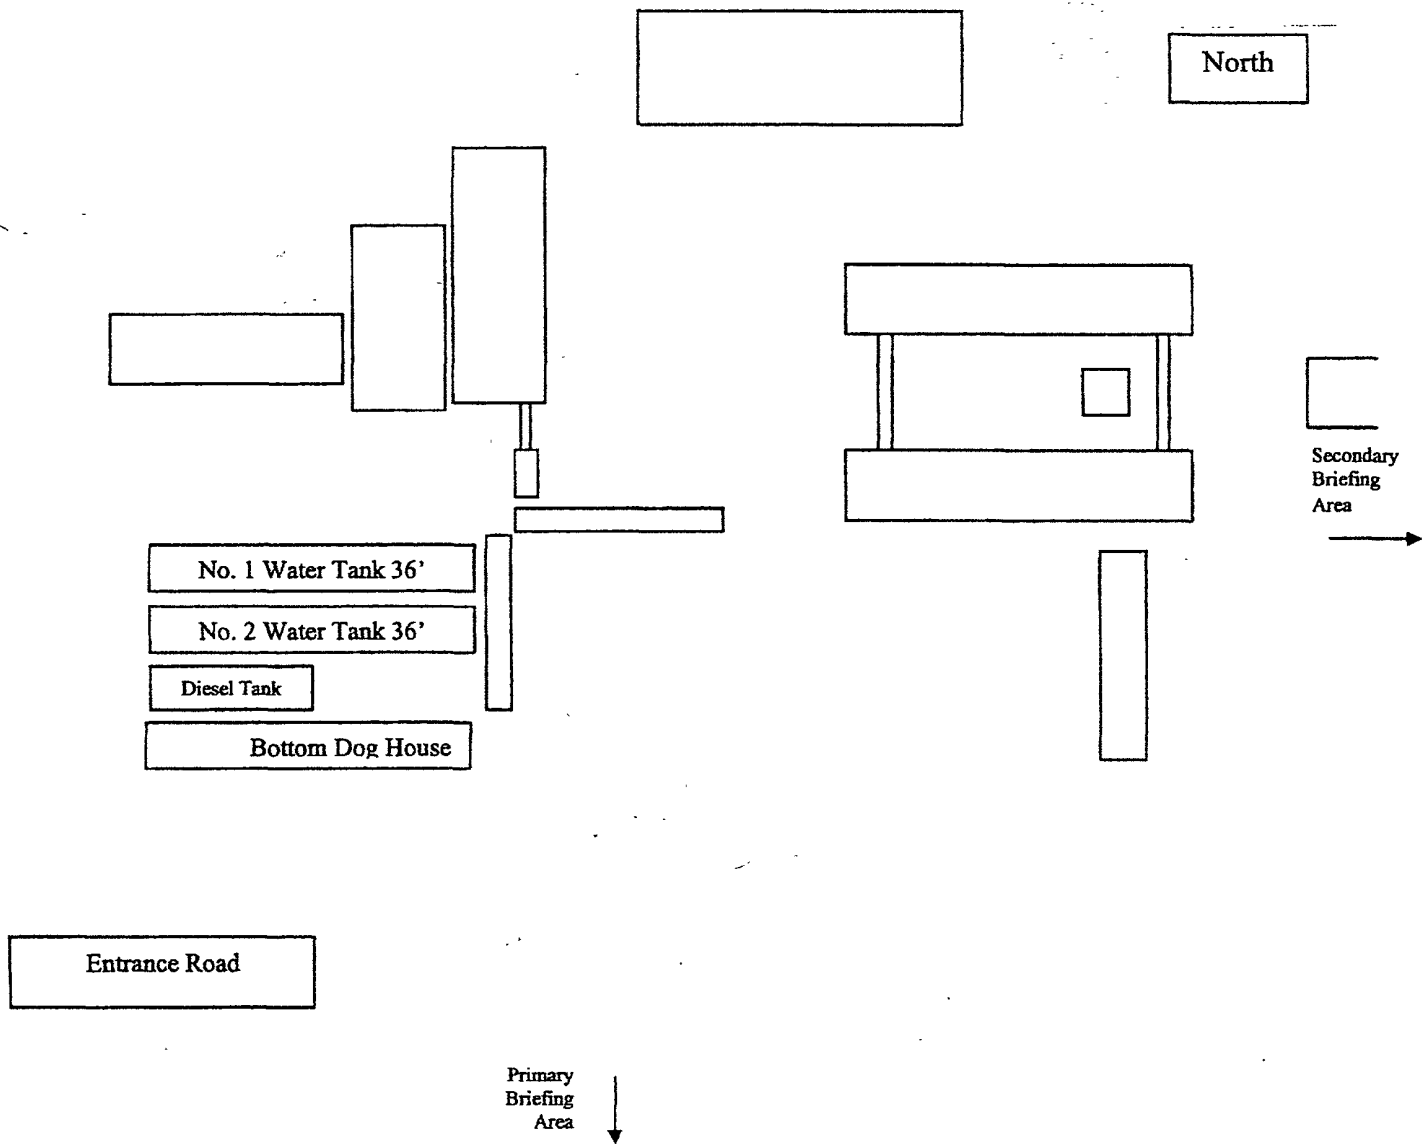 North
Secondary
Briefing
Area
No. 1 Water Tank 36’
No. 2 Water Tank 36’
Diesel Tank
Bottom Dog House
Entrance Road
Primary
Briefing
Area